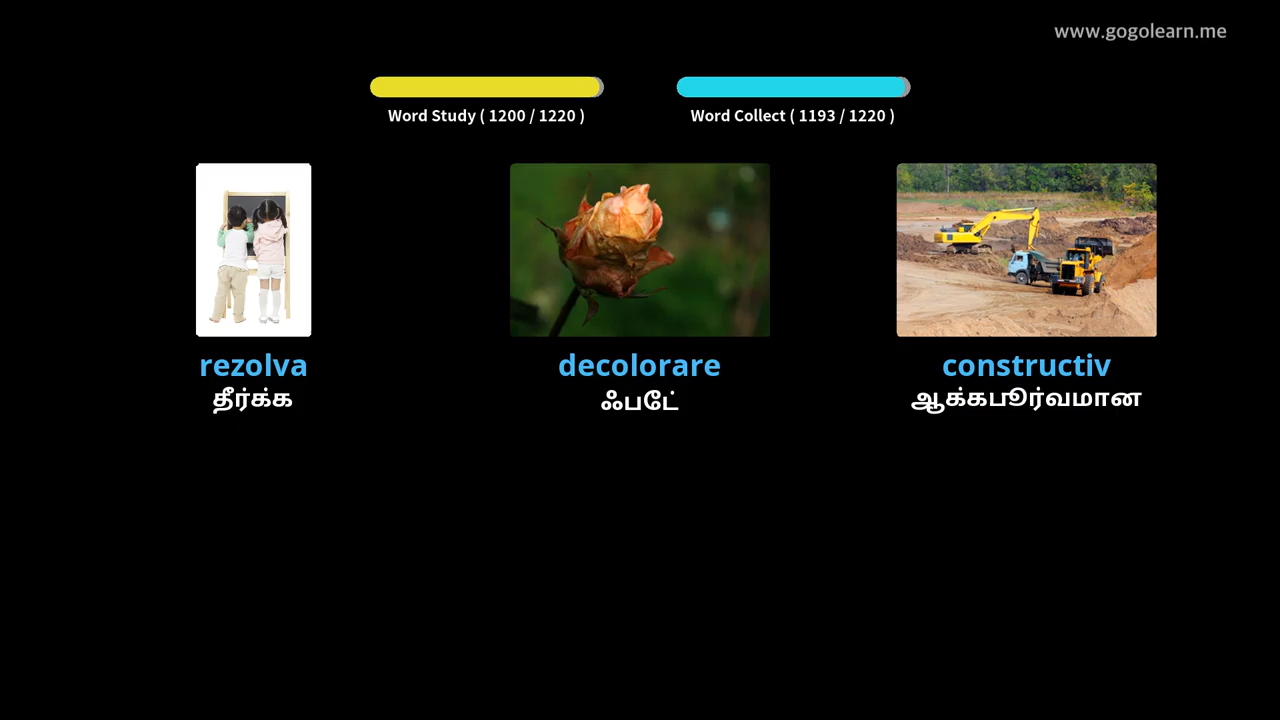 www.gogolearn.me
Word Study ( 1200 / 1220 )
Word Collect ( 1193 / 1220 )
rezolva
decolorare
constructiv
தீர்க்க
ஃபடேட்
ஆக்கபூர்வமான